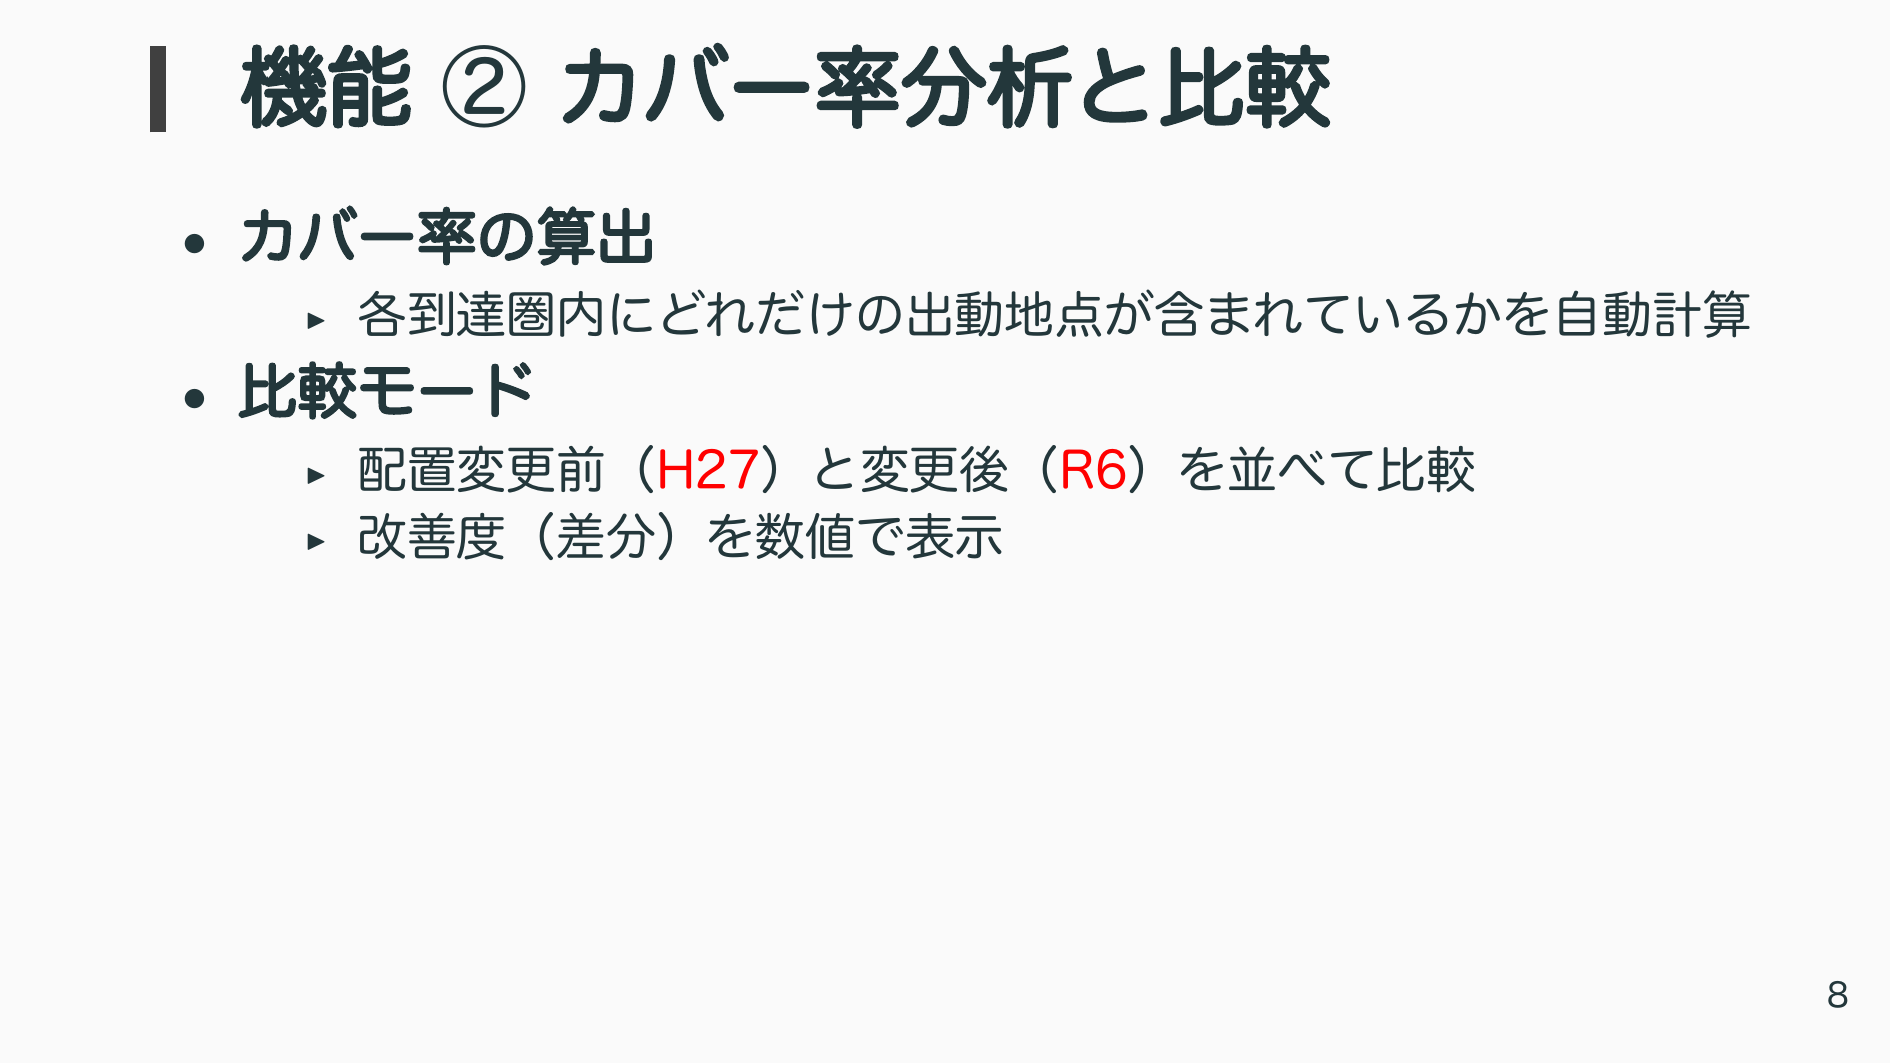 機能 ② カバー率分析と比較
● カバー率の算出
▸ 各到達圏内にどれだけの出動地点が含まれているかを自動計算
● 比較モード
▸ 配置変更前（H27）と変更後（R6）を並べて比較
▸ 改善度（差分）を数値で表示
8